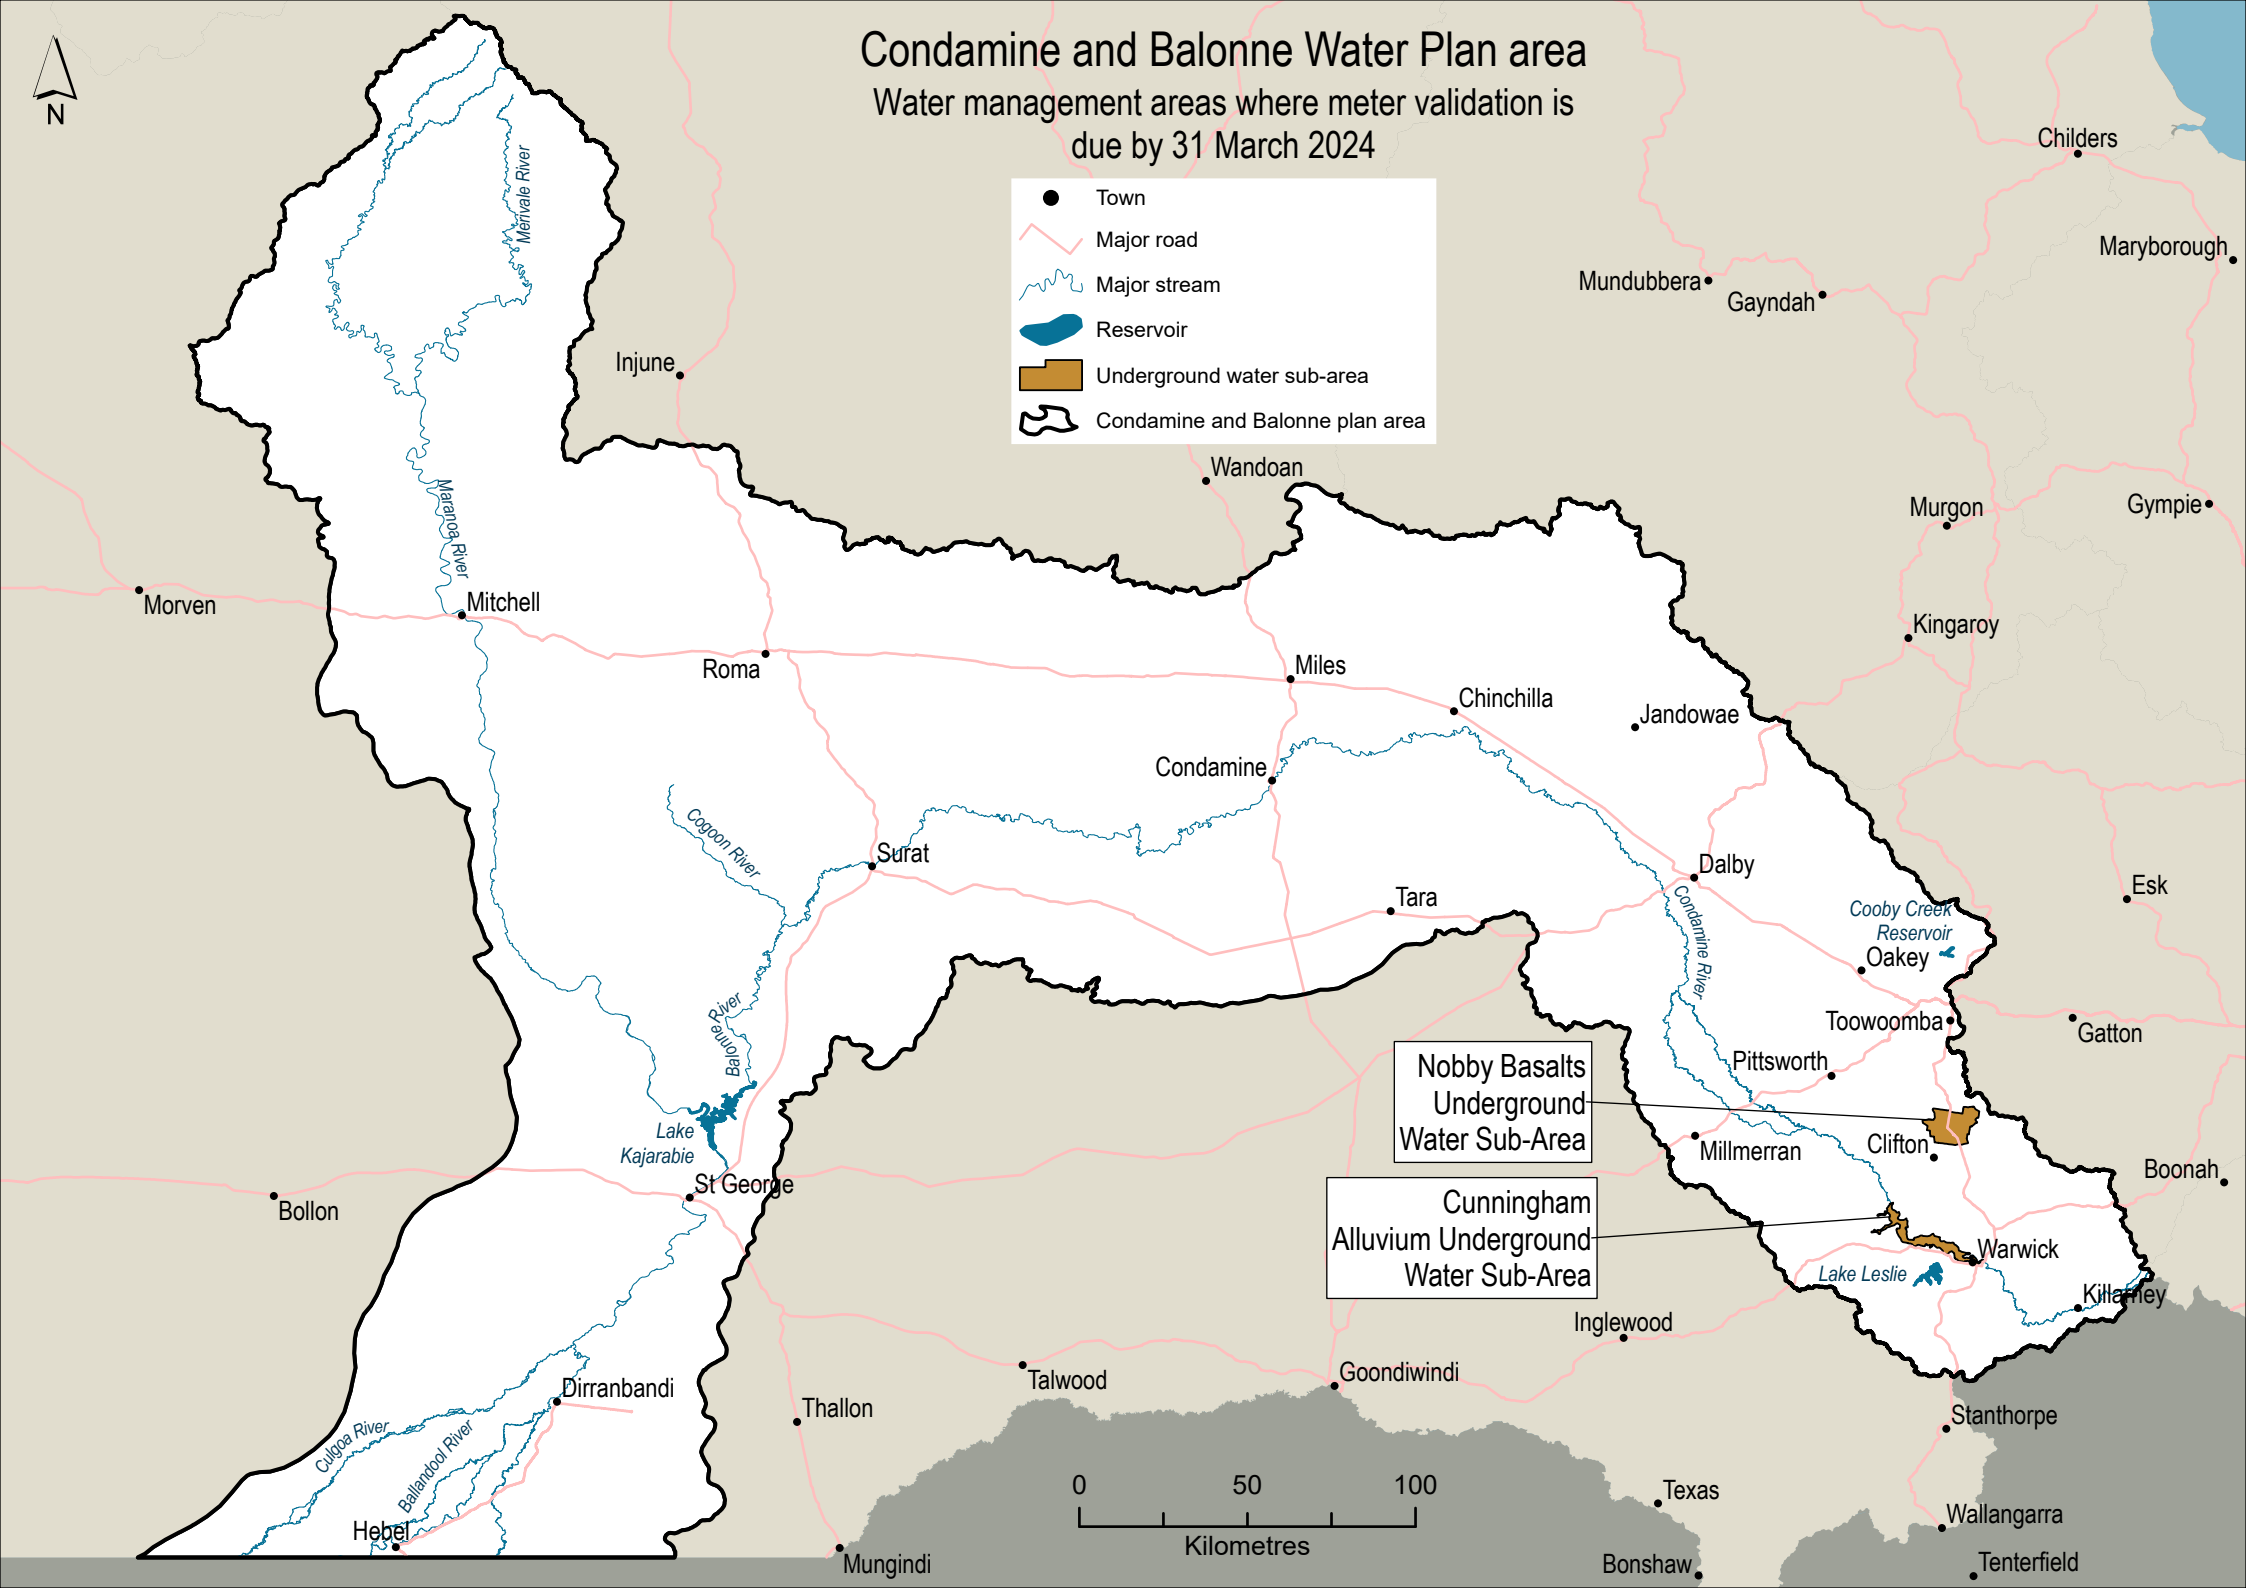 Condamine and Balonne Water Plan area
Water management areas where meter validation is
due by 31 March 2024
N
Town
Major road
Major stream
Reservoir
Underground water sub-area
Condamine and Balonne plan area
Childers
Maryborough
Mundubbera
Gayndah
Merivale River
Injune
Wandoan
Murgon
Gympie
Maranoa River
Morven
Mitchell
Kingaroy
Roma
Miles
Chinchilla
Jandowae
Condamine
Cogoon River
Surat
Dalby
Tara
Esk
Condamine River
Cooby Creek
Reservoir
Oakey
Balonne River
Toowoomba
Gatton
Pittsworth
Nobby Basalts
Underground
Water Sub-Area
Lake
Kajarabie
Clifton
Millmerran
Boonah
St George
Bollon
Cunningham
Alluvium Underground
Water Sub-Area
Warwick
Lake Leslie
Killarney
Inglewood
Goondiwindi
Talwood
Dirranbandi
Thallon
Stanthorpe
Culgoa River
Ballandool River
0 50 100
Kilometres
Texas
Wallangarra
Hebel
Mungindi
Bonshaw
Tenterfield